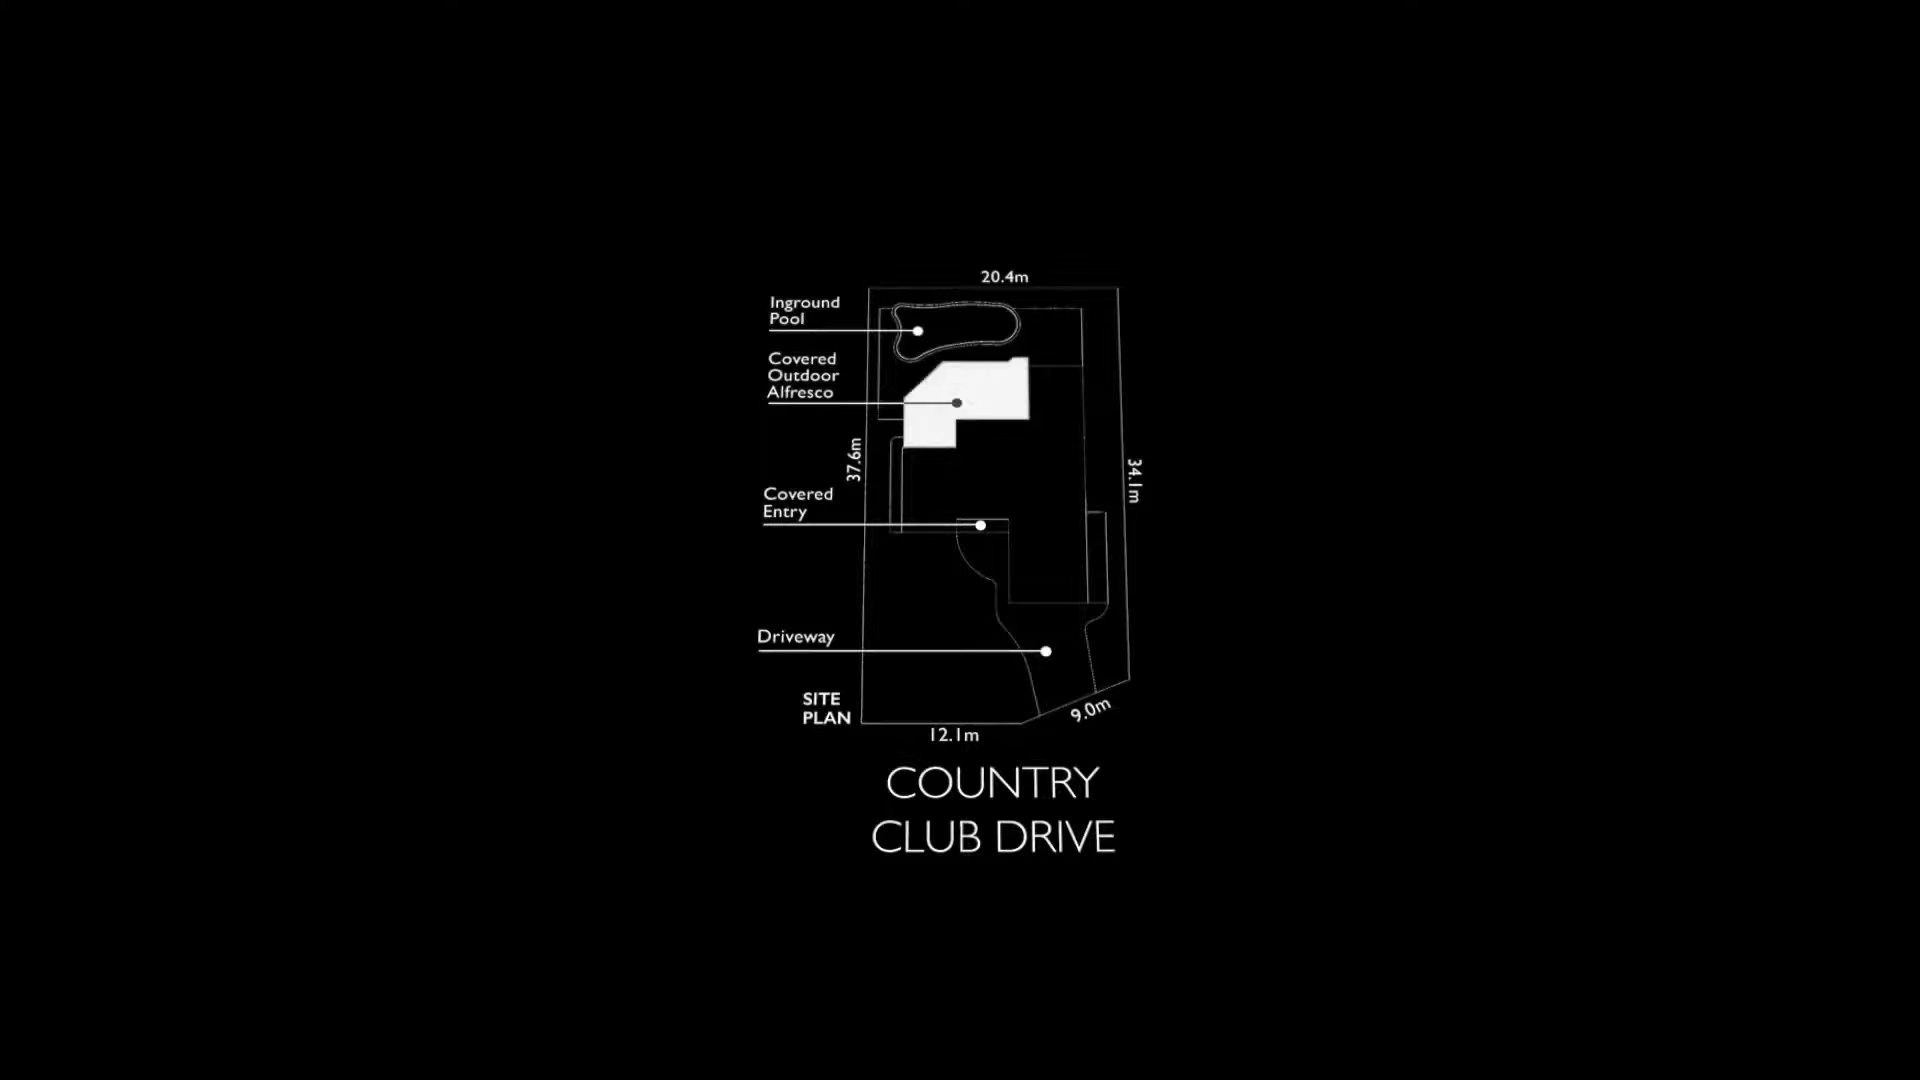 20.4m
Inground
Pool
Covered
Outdoor
Alfresco
37.6m
34.1m
Covered
Entry
Driveway
SITE
PLAN
9.0m
12.1m
COUNTRY
CLUB DRIVE